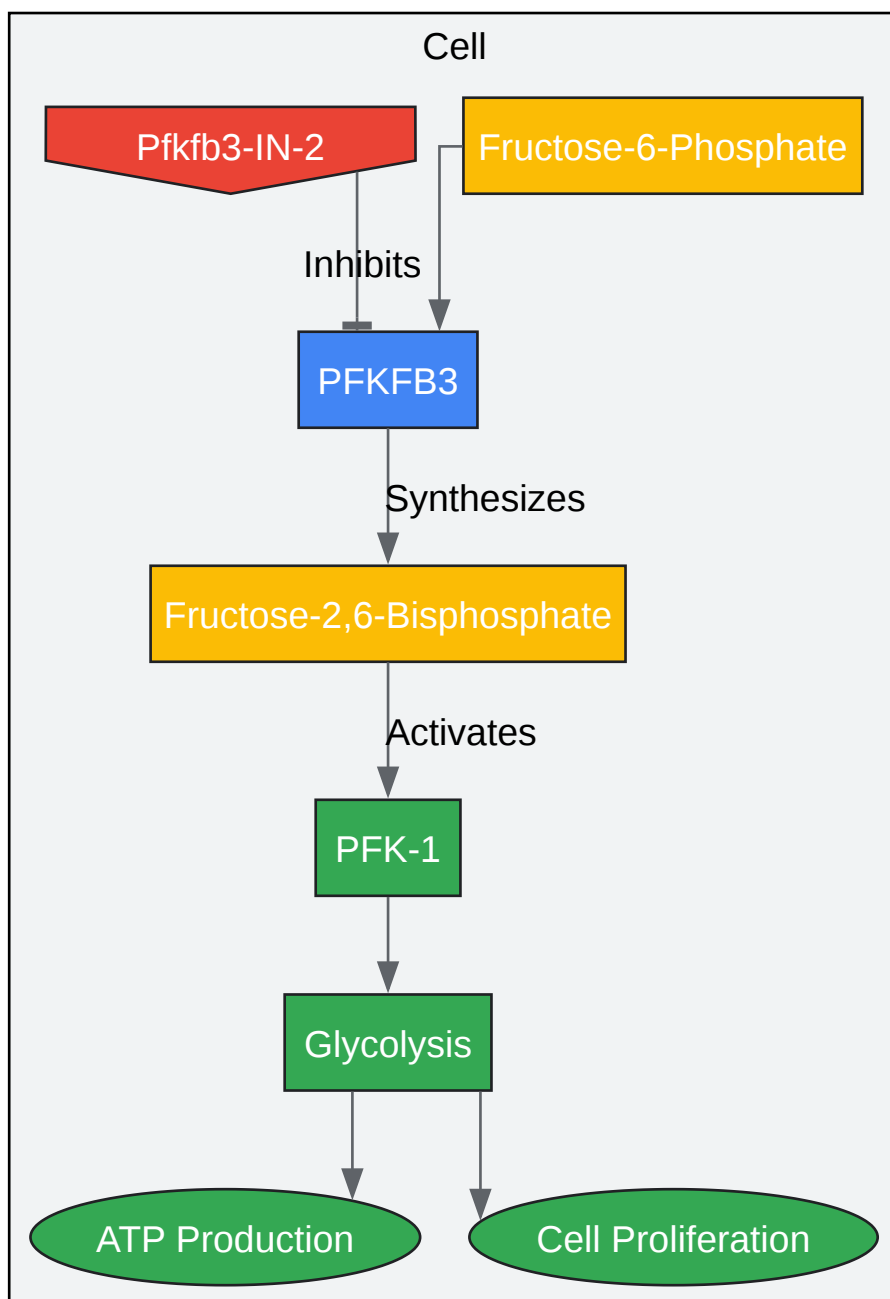 Cell
Pfkfb3-IN-2
Fructose-6-Phosphate
Inhibits
PFKFB3
Synthesizes
Fructose-2,6-Bisphosphate
Activates
PFK-1
Glycolysis
ATP Production
Cell Proliferation